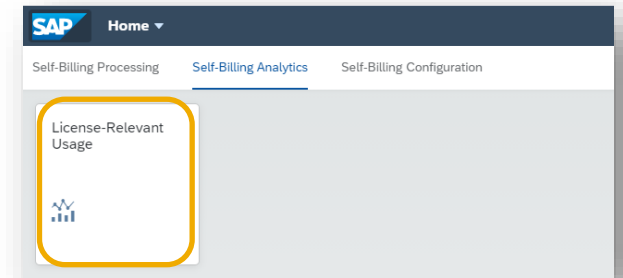 SAP Home
Self-Billing Processing Self-Billing Analytics Self-Billing Configuration
License-Relevant
Usage